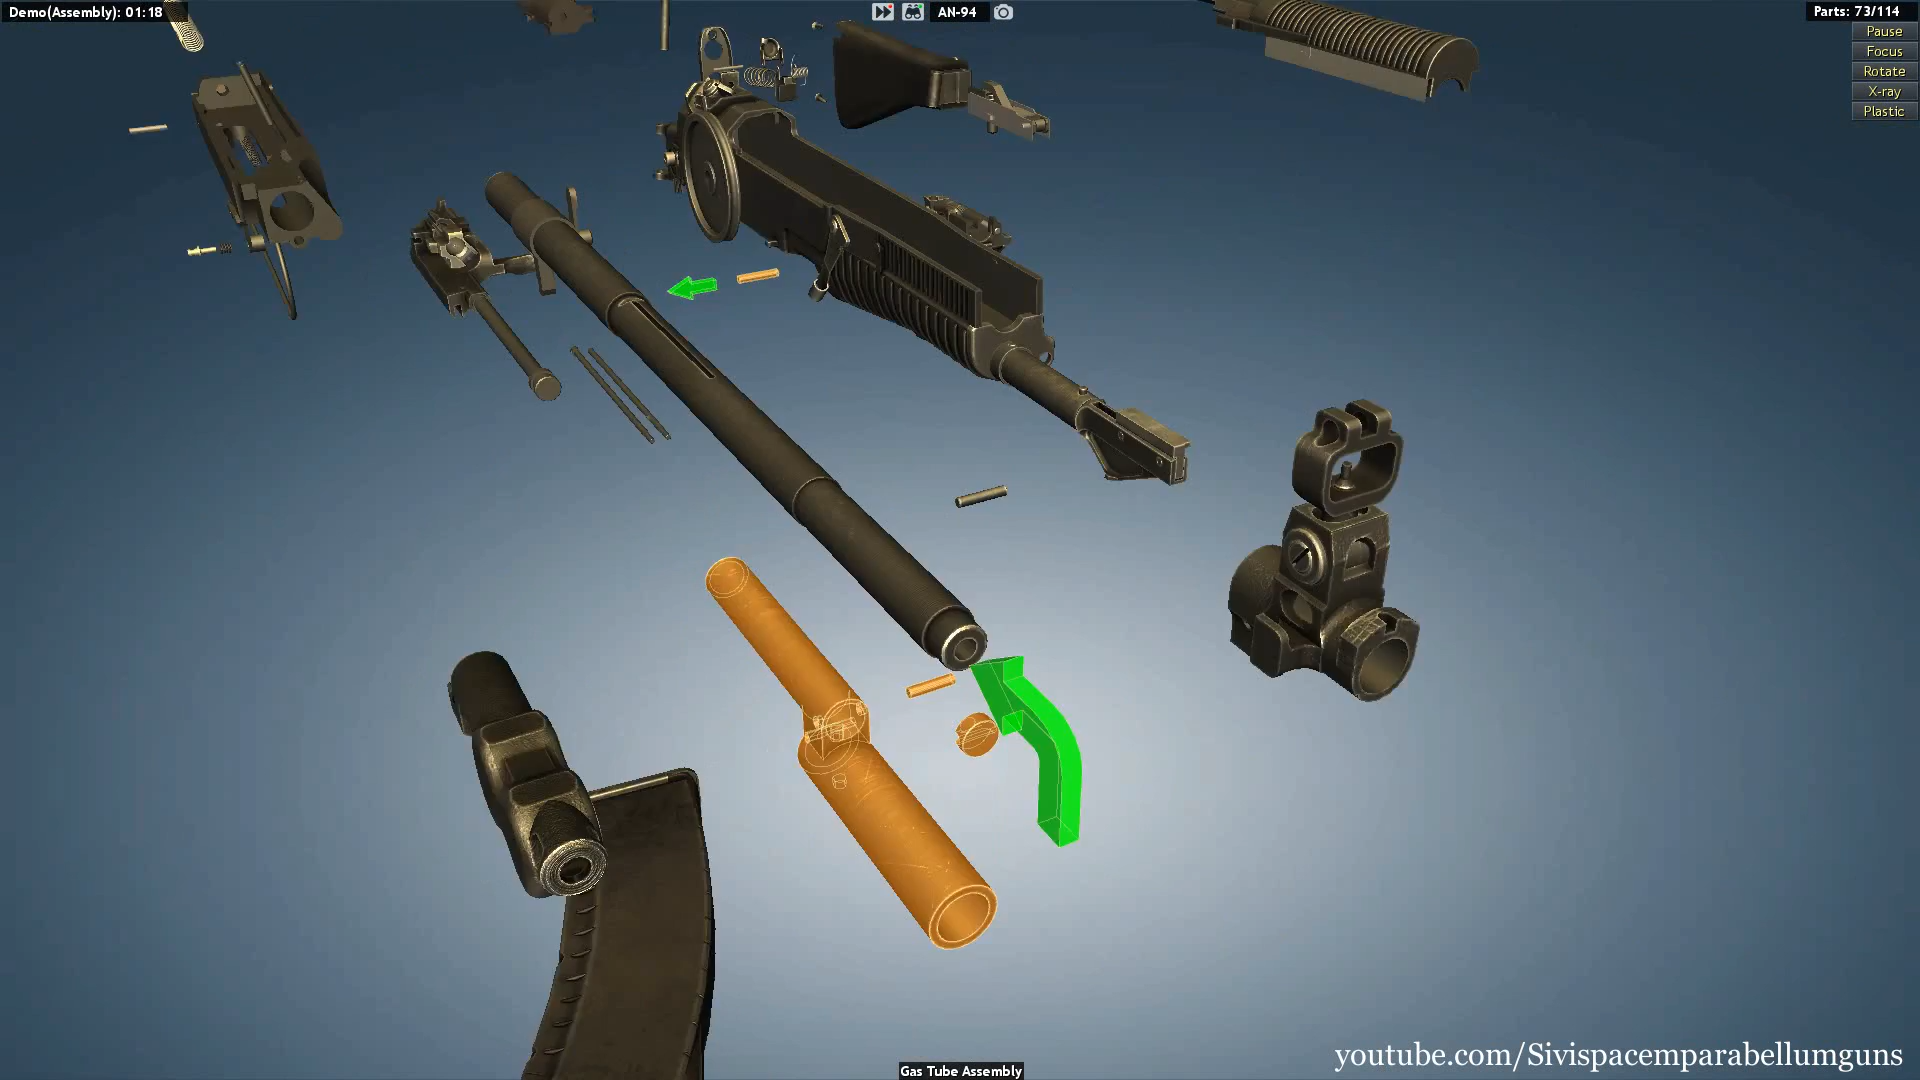 Demo(Assembly): 01:18
AN-94
Parts: 73/114
Pause
Focus
Rotate
X-ray
Plastic
Gas Tube Assembly
youtube.com/Sivispacemparabellumguns